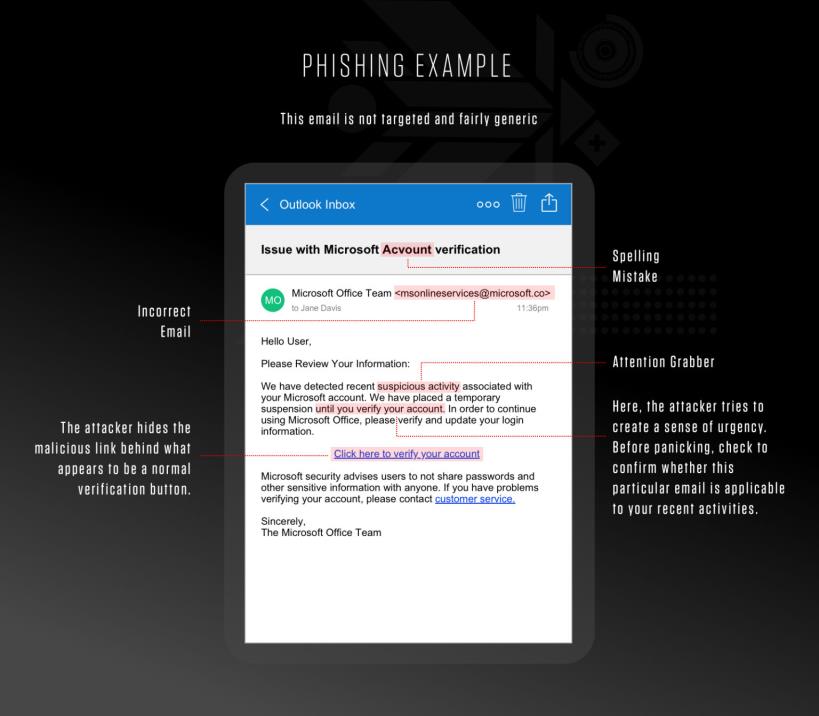 PHISHING EXAMPLE
This email is not targeted and fairly generic
Outlook Inbox
Issue with Microsoft Acvount verification
Spelling
Mistake
MO
Microsoft Office Team <msonlineservices@microsoft.co>
to Jane Davis
11:36pm
Incorrect
Email
Hello User,
Please Review Your Information:
Attention Grabber
We have detected recent suspicious activity associated with
your Microsoft account. We have placed a temporary
suspension until you verify your account. In order to continue
using Microsoft Office, please verify and update your login
information.
Here, the attacker tries to
create a sense of urgency.
Before panicking, check to
confirm whether this
particular email is applicable
to your recent activities.
The attacker hides the
malicious link behind what
appears to be a normal
verification button.
Click here to verify your account
Microsoft security advises users to not share passwords and
other sensitive information with anyone. If you have problems
verifying your account, please contact customer service.
Sincerely,
The Microsoft Office Team